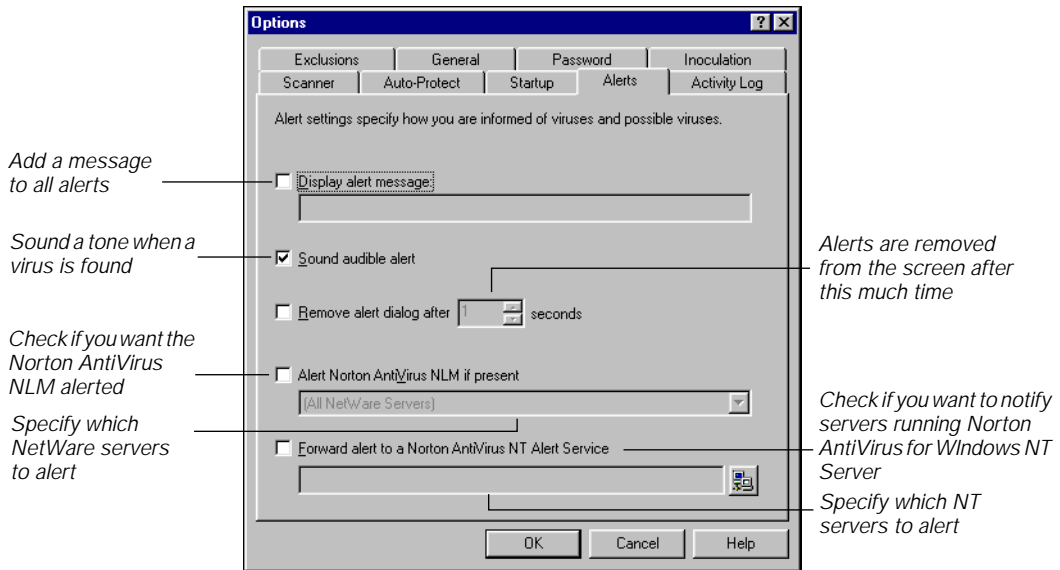 Options
Exclusions General Password Inoculation
Scanner Auto-Protect Startup Alerts Activity Log
Alert settings specify how you are informed of viruses and possible viruses.
Add a message
to all alerts
Display alert message:
Sound a tone when a
virus is found
Sound audible alert
Alerts are removed
from the screen after
this much time
Remove alert dialog after 1 seconds
Check if you want the
Norton AntiVirus
NLM alerted
Alert Norton AntiVirus NLM if present
(All NetWare Servers)
Specify which
NetWare servers
to alert
Check if you want to notify
servers running Norton
AntiVirus for WIndows NT
Server
Forward alert to a Norton AntiVirus NT Alert Service
Specify which NT
servers to alert
OK Cancel Help